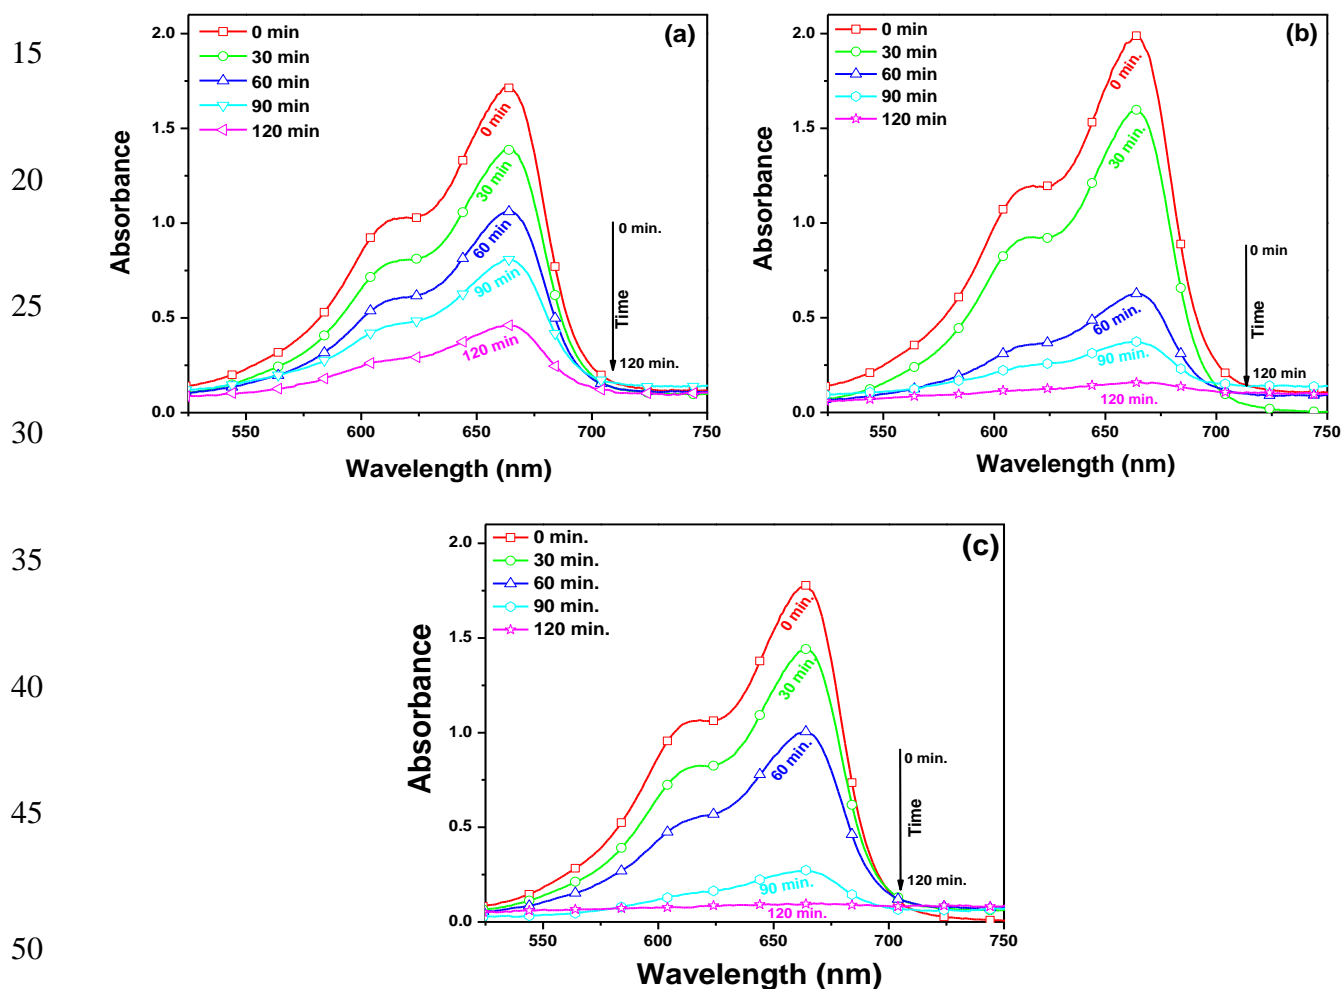 15
20
25
30
35
40
45
50
(a)
0 min
30 min
60 min
90 min
120 min
2.0
1.5
1.0
0.5
0.0
Absorbance
0 min
30 min
60 min
90 min
120 min
0 min.
Time
120 min.
550
600
650
700
750
Wavelength (nm)
(b)
0 min
30 min
60 min
90 min
120 min
2.0
1.5
1.0
0.5
0.0
Absorbance
0 min.
30 min.
60 min.
90 min.
120 min.
0 min
Time
120 min
550
600
650
700
750
Wavelength (nm)
(c)
0 min.
30 min.
60 min.
90 min.
120 min.
2.0
1.5
1.0
0.5
0.0
Absorbance
0 min.
30 min.
60 min.
90 min.
120 min.
0 min.
Time
120 min.
550
600
650
700
750
Wavelength (nm)